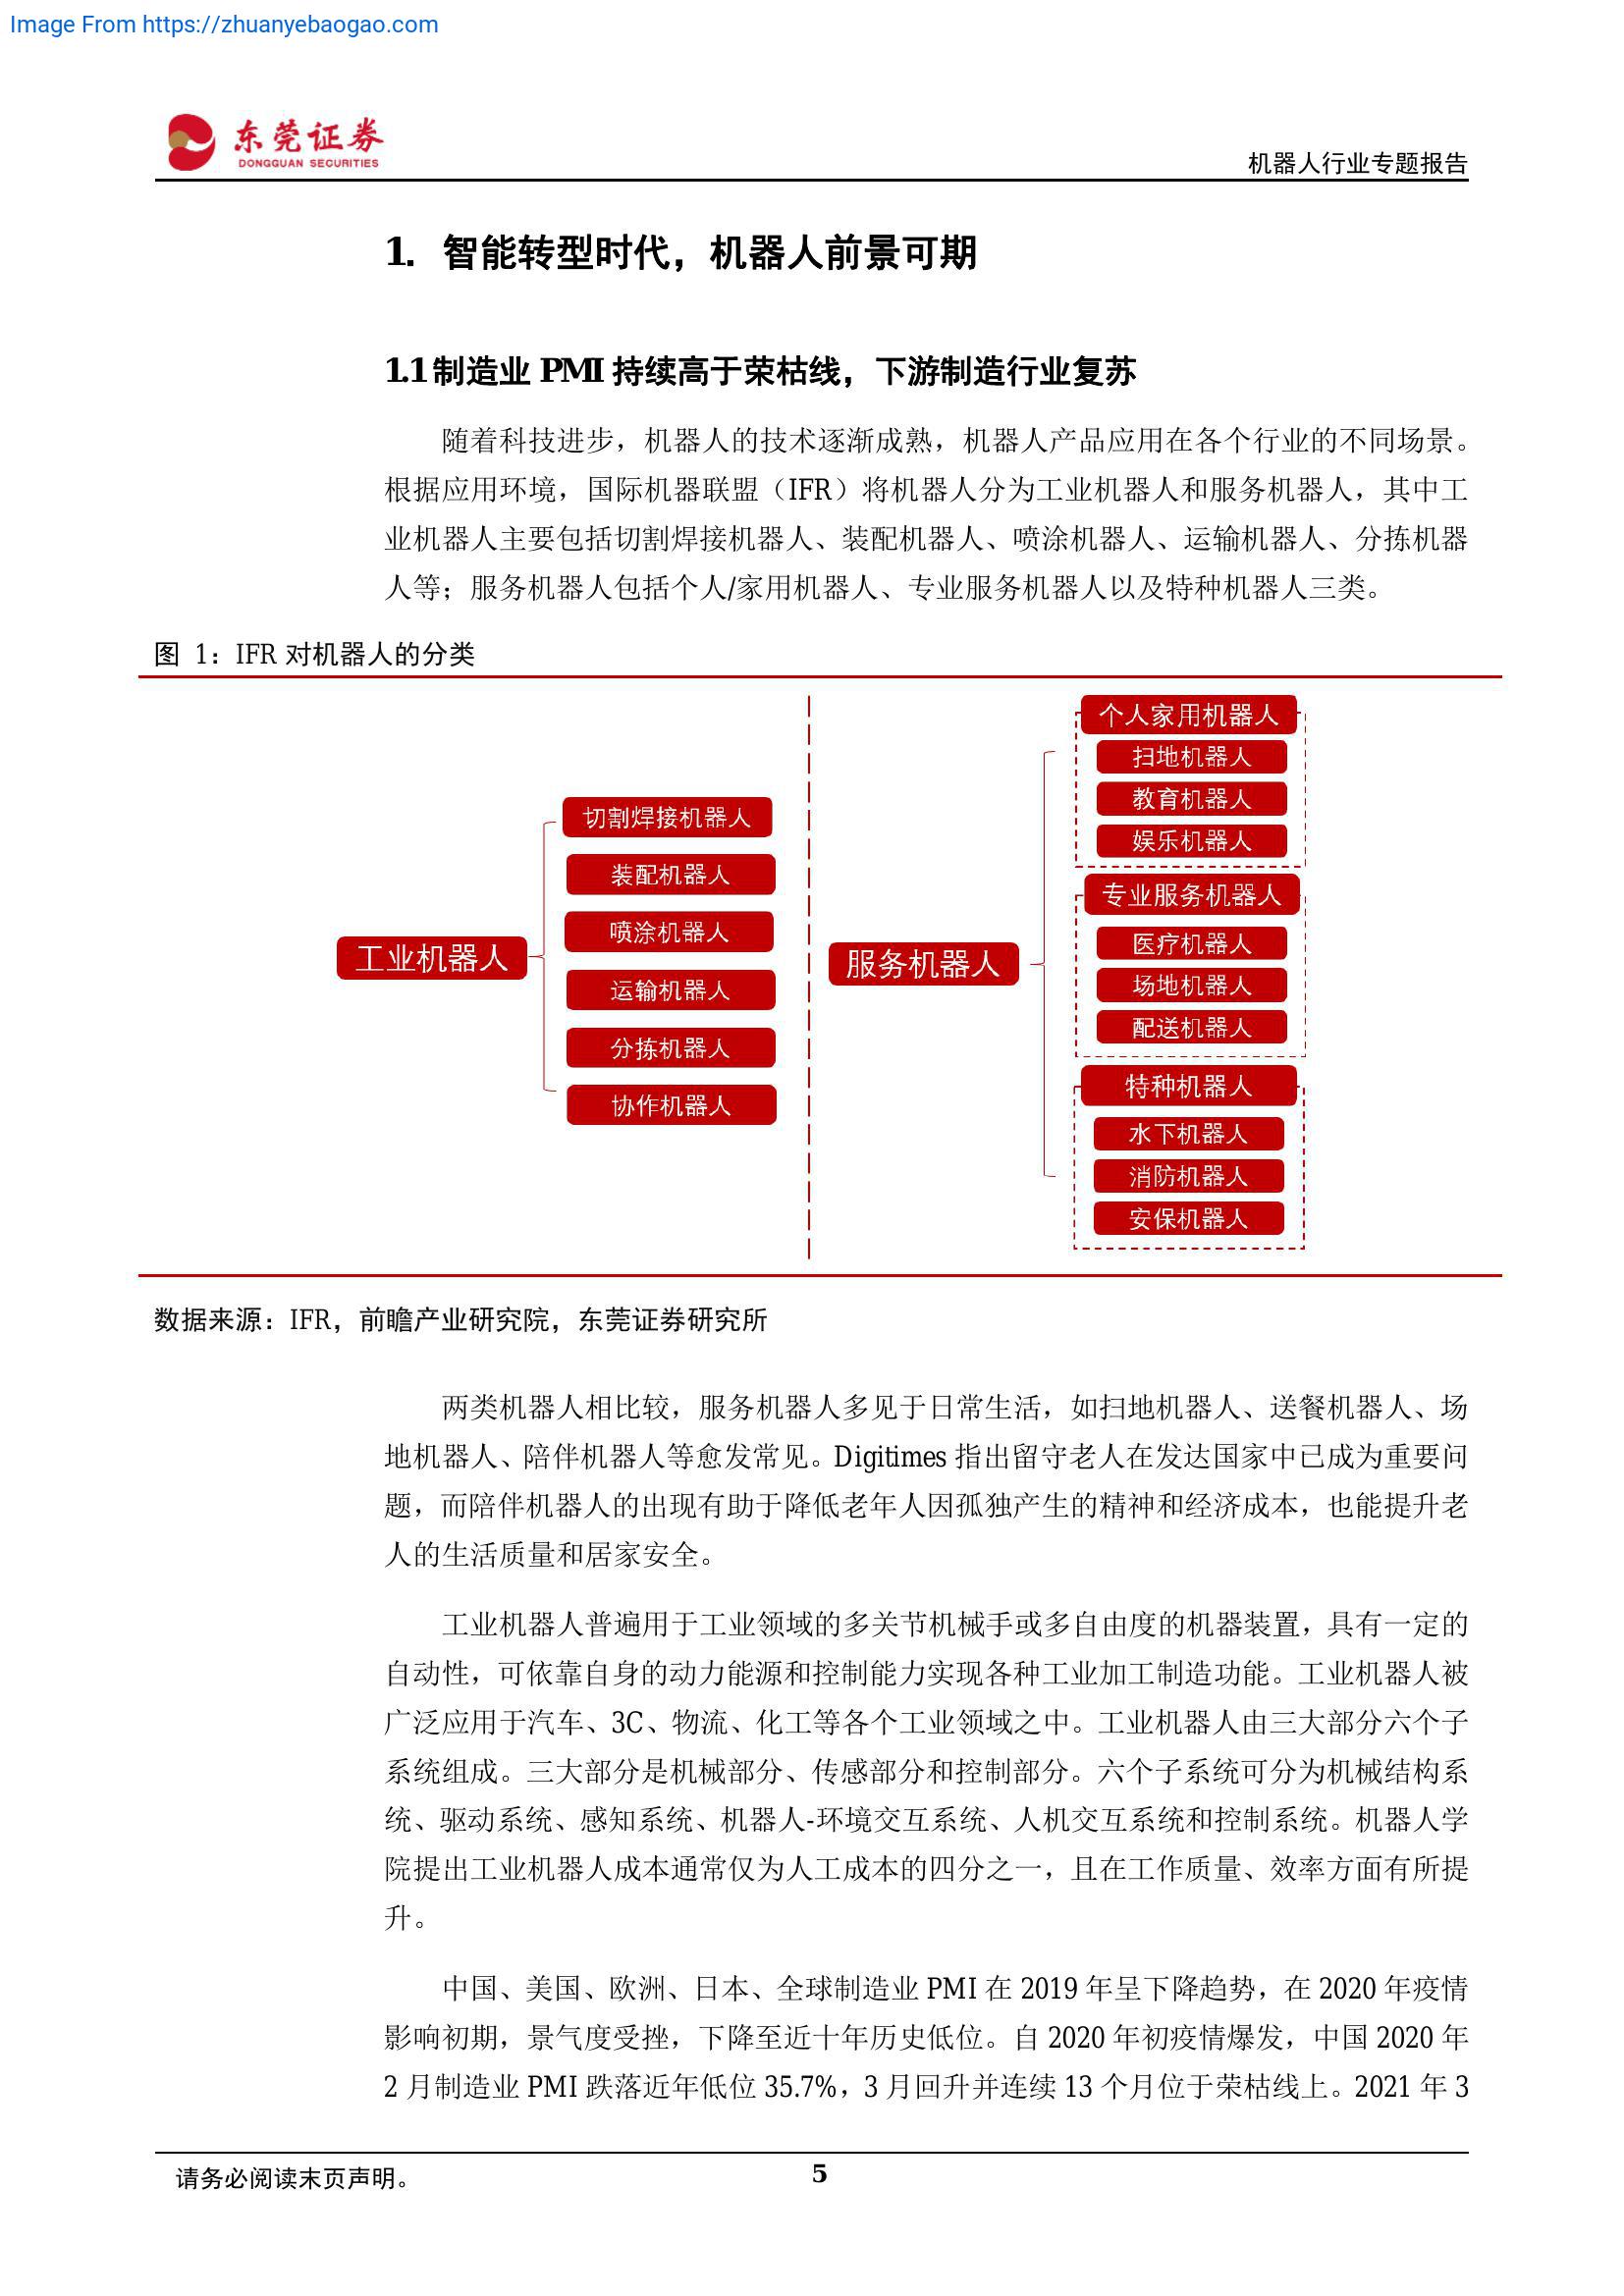 Image From https://zhuanyebaogao.com
东莞证券
DONGGUAN SECURITIES
机器人行业专题报告
1. 智能转型时代，机器人前景可期
1.1 制造业 PMI 持续高于荣枯线，下游制造行业复苏
随着科技进步，机器人的技术逐渐成熟，机器人产品应用在各个行业的不同场景。
根据应用环境，国际机器联盟（IFR）将机器人分为工业机器人和服务机器人，其中工
业机器人主要包括切割焊接机器人、装配机器人、喷涂机器人、运输机器人、分拣机器
人等；服务机器人包括个人/家用机器人、专业服务机器人以及特种机器人三类。
图 1：IFR 对机器人的分类
工业机器人
切割焊接机器人
装配机器人
喷涂机器人
运输机器人
分拣机器人
协作机器人
服务机器人
个人家用机器人
扫地机器人
教育机器人
娱乐机器人
专业服务机器人
医疗机器人
场地机器人
配送机器人
特种机器人
水下机器人
消防机器人
安保机器人
数据来源：IFR，前瞻产业研究院，东莞证券研究所
两类机器人相比较，服务机器人多见于日常生活，如扫地机器人、送餐机器人、场
地机器人、陪伴机器人等愈发常见。Digitimes 指出留守老人在发达国家中已成为重要问
题，而陪伴机器人的出现有助于降低老年人因孤独产生的精神和经济成本，也能提升老
人的生活质量和居家安全。
工业机器人普遍用于工业领域的多关节机械手或多自由度的机器装置，具有一定的
自动性，可依靠自身的动力能源和控制能力实现各种工业加工制造功能。工业机器人被
广泛应用于汽车、3C、物流、化工等各个工业领域之中。工业机器人由三大部分六个子
系统组成。三大部分是机械部分、传感部分和控制部分。六个子系统可分为机械结构系
统、驱动系统、感知系统、机器人-环境交互系统、人机交互系统和控制系统。机器人学
院提出工业机器人成本通常仅为人工成本的四分之一，且在工作质量、效率方面有所提
升。
中国、美国、欧洲、日本、全球制造业 PMI 在 2019 年呈下降趋势，在 2020 年疫情
影响初期，景气度受挫，下降至近十年历史低位。自 2020 年初疫情爆发，中国 2020 年
2 月制造业 PMI 跌落近年低位 35.7%，3 月回升并连续 13 个月位于荣枯线上。2021 年 3
请务必阅读末页声明。
5